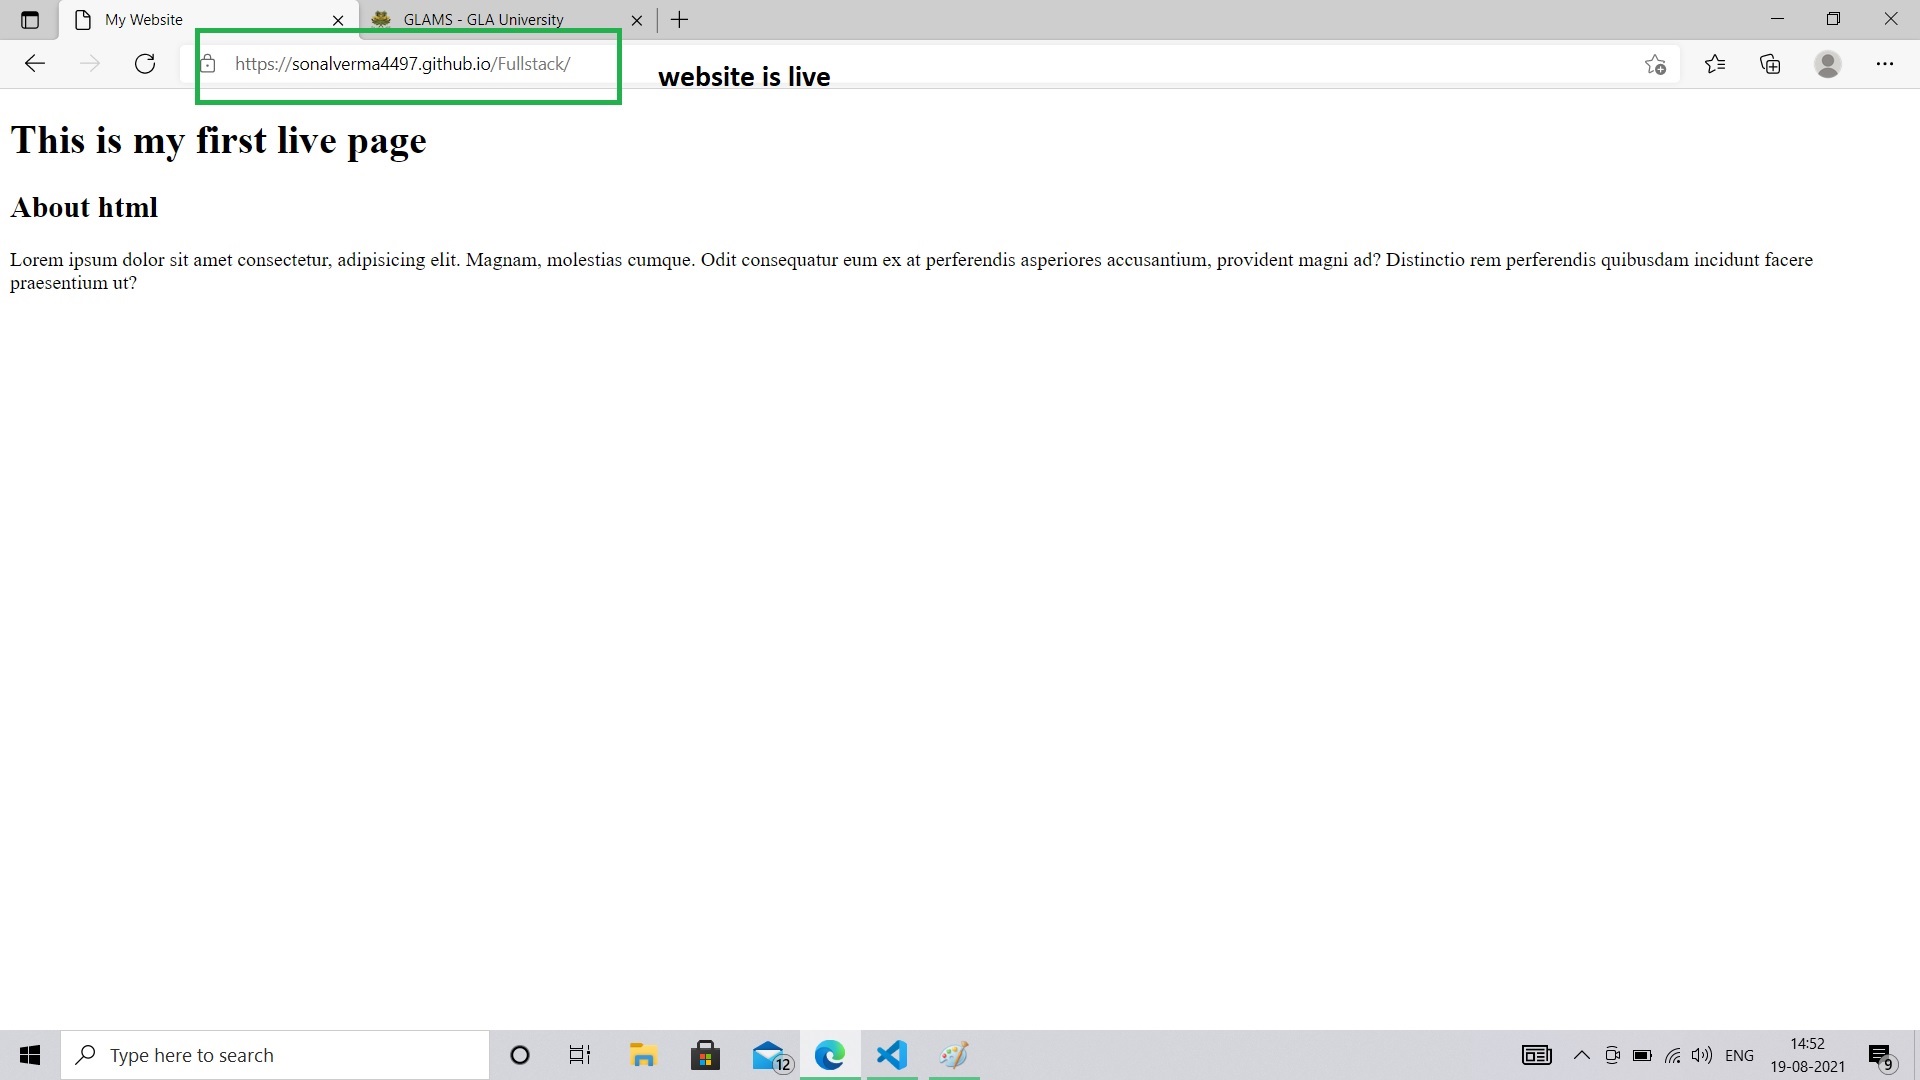 My Website
GLAMS - GLA University
https://sonalverma4497.github.io/Fullstack/
website is live
This is my first live page
About html
Lorem ipsum dolor sit amet consectetur, adipisicing elit. Magnam, molestias cumque. Odit consequatur eum ex at perferendis asperiores accusantium, provident magni ad? Distinctio rem perferendis quibusdam incidunt facere
praesentium ut?
Type here to search
12
ENG
14:52
19-08-2021
9